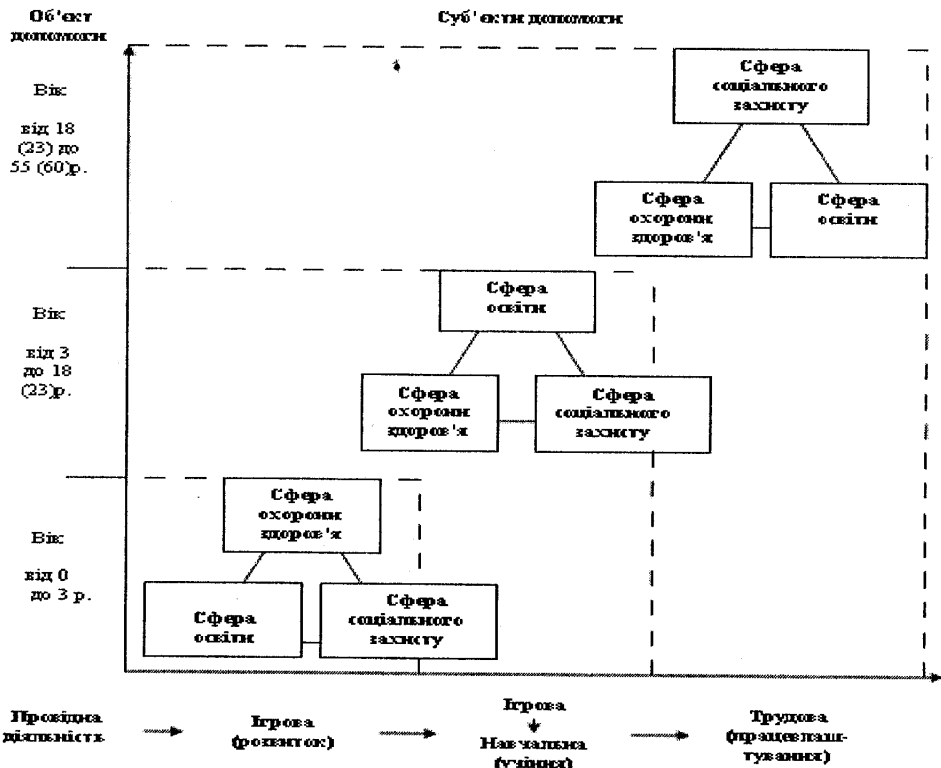 Об'єкт
допомоги
Суб'єкти допомоги
Вік:
від 18
(23) до
55 (60)р.
Сфера
соціального
захисту
Сфера
охорони
здоров'я
Сфера
освіти
Вік:
від 3
до 18
(23)р.
Сфера
освіти
Сфера
охорони
здоров'я
Сфера
соціального
захисту
Вік:
від 0
до 3 р.
Сфера
охорони
здоров'я
Сфера
освіти
Сфера
соціального
захисту
Провідна
діяльність
Ігрова
(розвиток)
Ігрова
Навчальна
(учіння)
Трудова
(працевлаш-
тування)